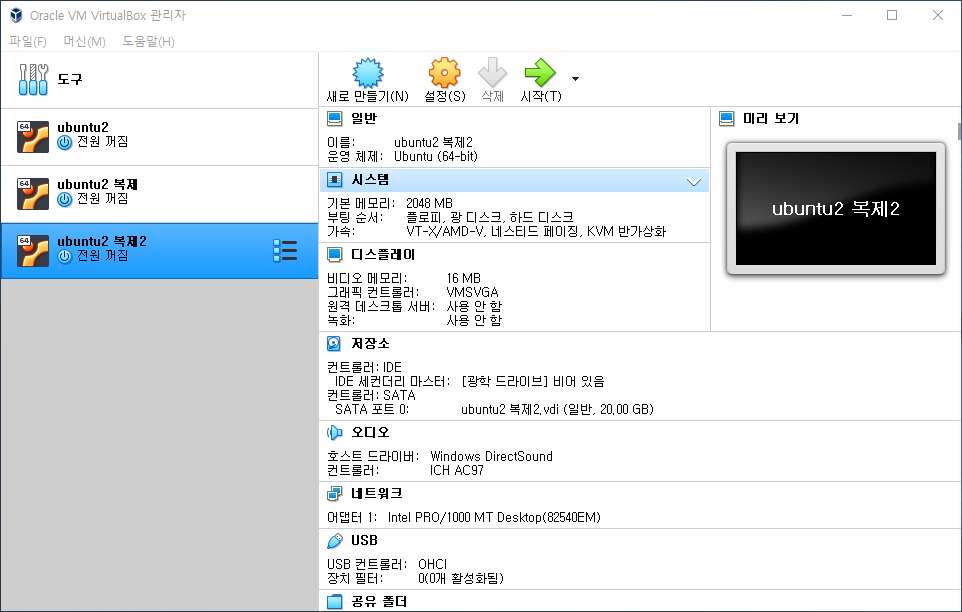 Oracle VM VirtualBox 관리자
파일(F) 머신(M) 도움말(H)
도구
새로 만들기(N) 설정(S) 삭제 시작(T)
64
ubuntu2
전원 꺼짐
64
ubuntu2 복제
전원 꺼짐
64
ubuntu2 복제2
전원 꺼짐
일반
이름: ubuntu2 복제2
운영 체제: Ubuntu (64-bit)
시스템
기본 메모리: 2048 MB
부팅 순서: 플로피, 광 디스크, 하드 디스크
가속: VT-X/AMD-V, 네스티드 페이징, KVM 반가상화
디스플레이
비디오 메모리: 16 MB
그래픽 컨트롤러: VMSVGA
원격 데스크톱 서버: 사용 안 함
녹화: 사용 안 함
미리 보기
ubuntu2 복제2
저장소
컨트롤러: IDE
IDE 세컨더리 마스터: [광학 드라이브] 비어 있음
컨트롤러: SATA
SATA 포트 0: ubuntu2 복제2.vdi (일반, 20.00 GB)
오디오
호스트 드라이버: Windows DirectSound
컨트롤러: ICH AC97
네트워크
어댑터 1: Intel PRO/1000 MT Desktop(82540EM)
USB
USB 컨트롤러: OHCI
장치 필터: 0(0개 활성화됨)
공유 폴더